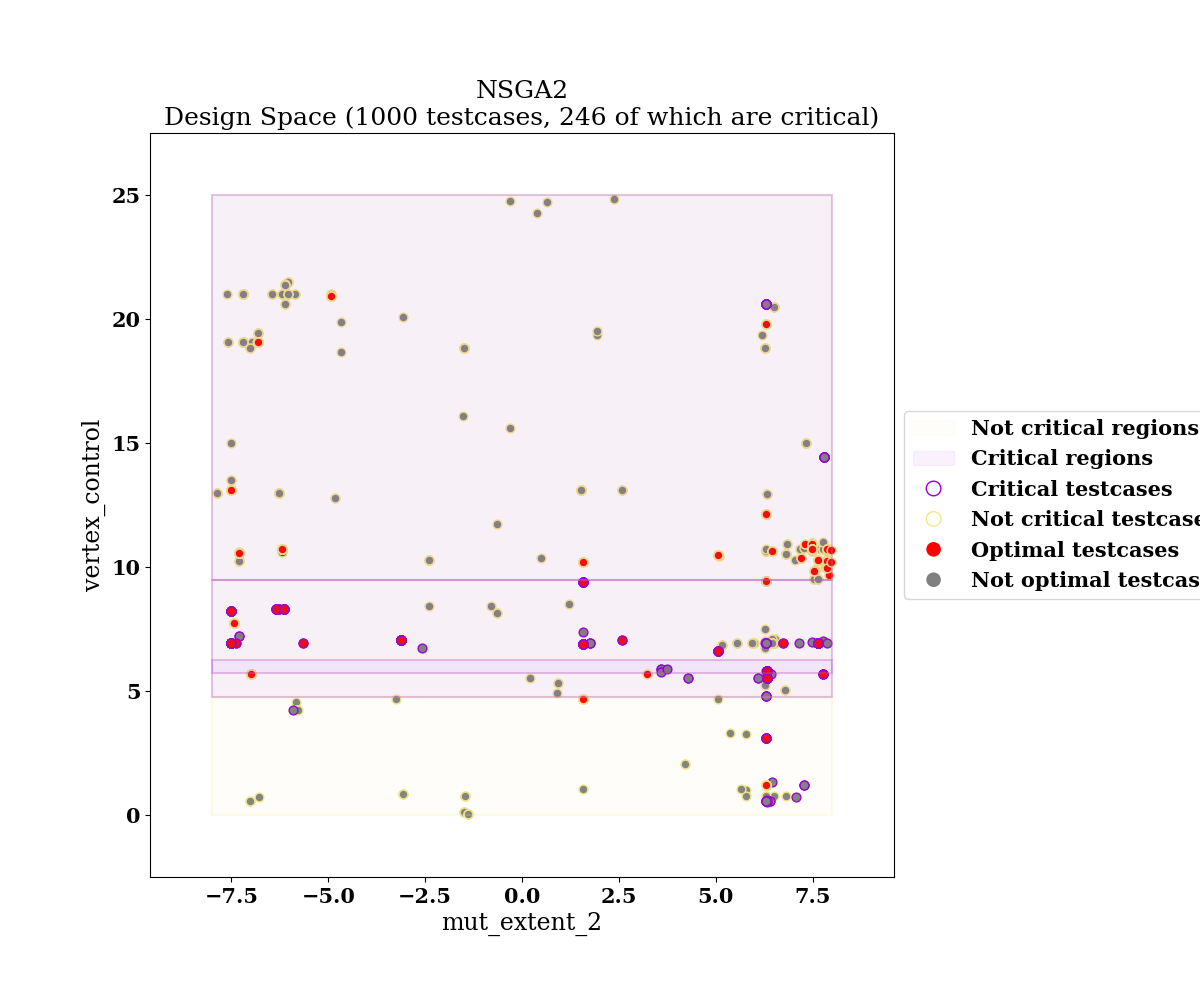 NSGA2
Design Space (1000 testcases, 246 of which are critical)
25
20
15
10
5
0
vertex_control
−7.5
−5.0
−2.5
0.0
2.5
5.0
7.5
mut_extent_2
Not critical regions
Critical regions
Critical testcases
Not critical testcase
Optimal testcases
Not optimal testcas